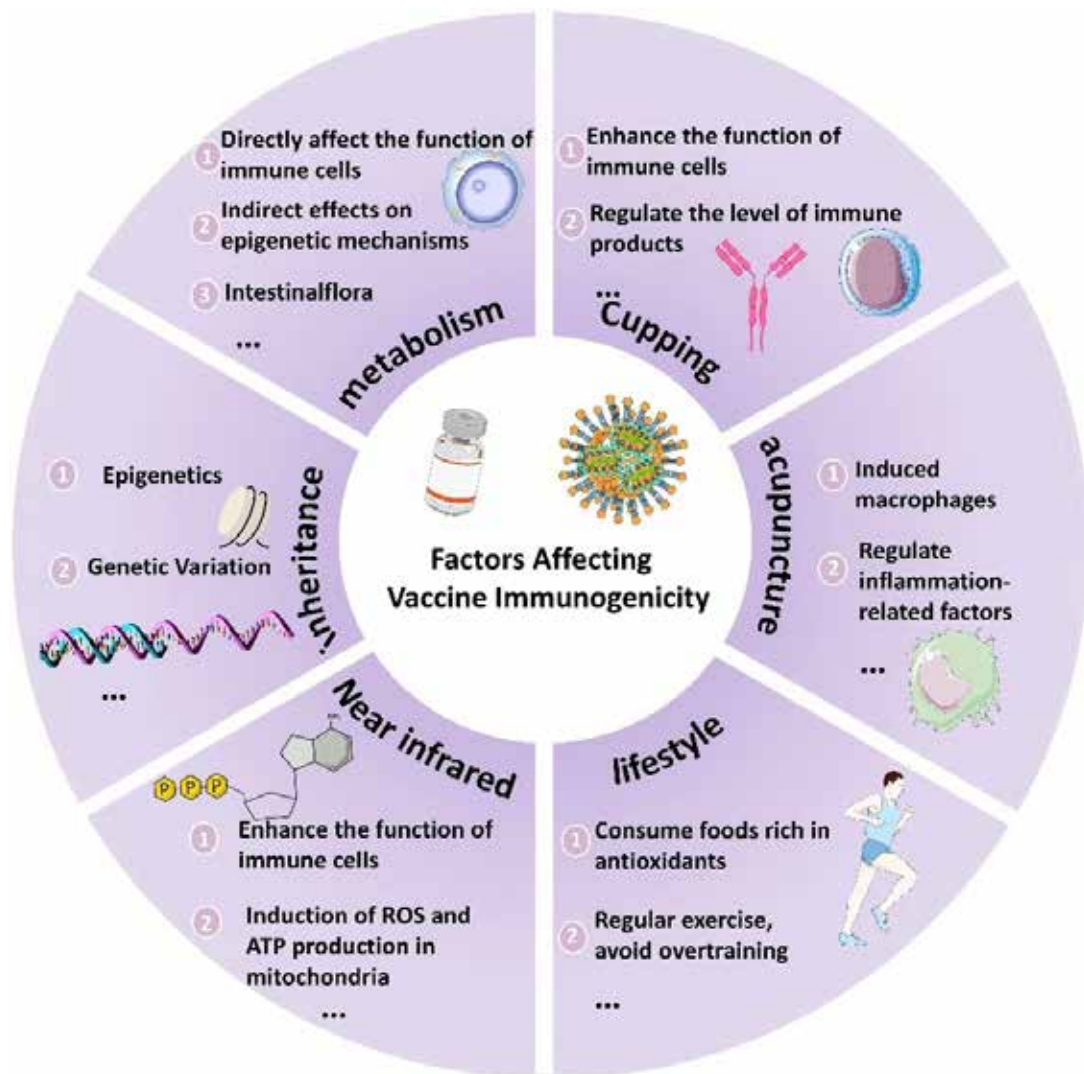 1 Directly affect the function of
immune cells
2 Indirect effects on
epigenetic mechanisms
3 Intestinalflora
...
metabolism
1 Enhance the function of
immune cells
2 Regulate the level of immune
products
...
Cupping
1 Epigenetics
2 Genetic Variation
...
inheritance
Factors Affecting
Vaccine Immunogenicity
acupuncture
1 Induced
macrophages
2 Regulate
inflammation-
related factors
...
Near infrared
P P P
1 Enhance the function of
immune cells
2 Induction of ROS and
ATP production in
mitochondria
...
lifestyle
1 Consume foods rich in
antioxidants
2 Regular exercise,
avoid overtraining
...